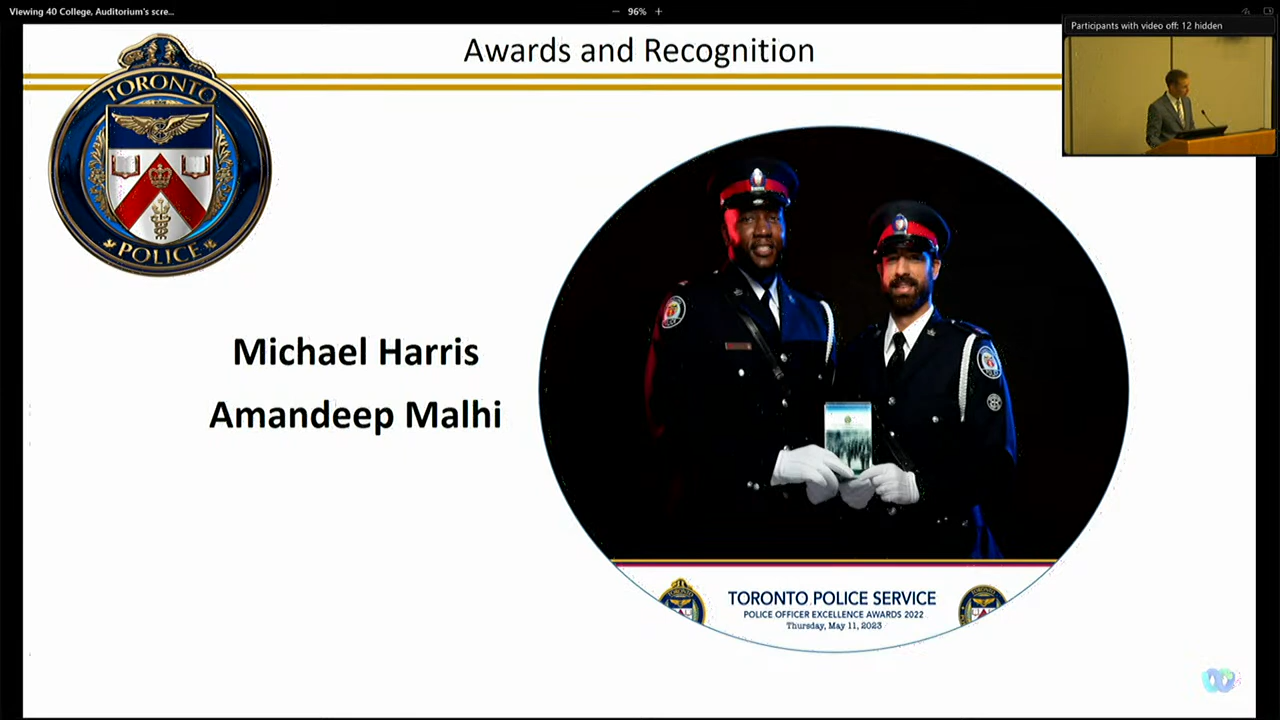 Viewing 40 College, Auditorium's scre...
96%
Participants with video off: 12 hidden
Awards and Recognition
TORONTO
POLICE
Michael Harris
Amandeep Malhi
TORONTO POLICE SERVICE
POLICE OFFICER EXCELLENCE AWARDS 2022
Thursday, May 11, 2023